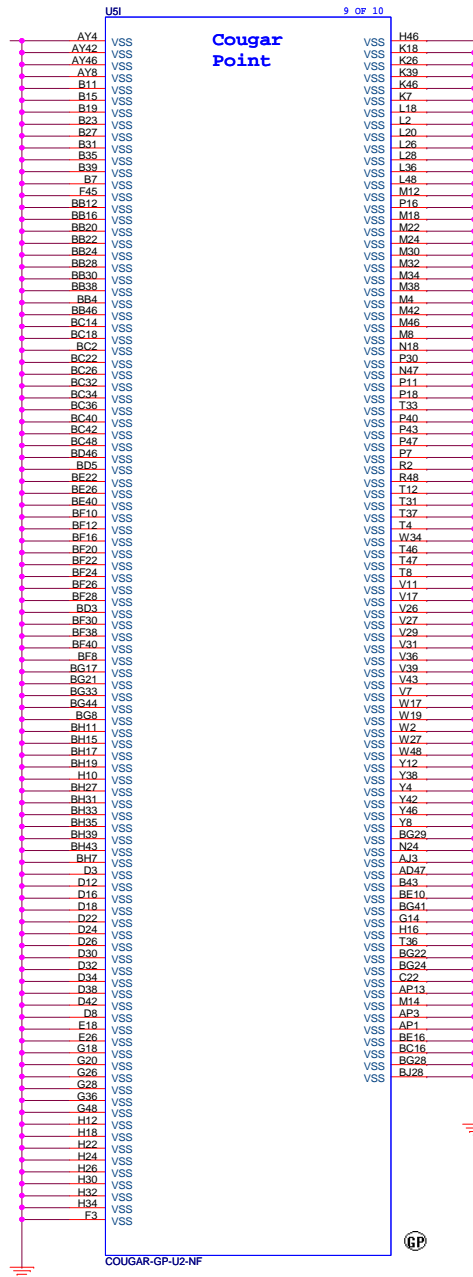 U5I 9 OF 10
Cougar
Point
AY4 VSS VSS H46
AY42 VSS VSS K18
AY46 VSS VSS K26
AY8 VSS VSS K39
B11 VSS VSS K46
B15 VSS VSS K7
B19 VSS VSS L18
B23 VSS VSS L2
B27 VSS VSS L20
B31 VSS VSS L26
B35 VSS VSS L28
B39 VSS VSS L36
B7 VSS VSS L48
F45 VSS VSS M12
BB12 VSS VSS P16
BB16 VSS VSS M18
BB20 VSS VSS M22
BB22 VSS VSS M24
BB24 VSS VSS M30
BB28 VSS VSS M32
BB30 VSS VSS M34
BB38 VSS VSS M38
BB4 VSS VSS M4
BB46 VSS VSS M42
BC14 VSS VSS M46
BC18 VSS VSS M8
BC2 VSS VSS N18
BC22 VSS VSS P30
BC26 VSS VSS N47
BC32 VSS VSS P11
BC34 VSS VSS P18
BC36 VSS VSS T33
BC40 VSS VSS P40
BC42 VSS VSS P43
BC48 VSS VSS P47
BD46 VSS VSS P7
BD5 VSS VSS R2
BE22 VSS VSS R48
BE26 VSS VSS T12
BE40 VSS VSS T31
BF10 VSS VSS T37
BF12 VSS VSS T4
BF16 VSS VSS W34
BF20 VSS VSS T46
BF22 VSS VSS T47
BF24 VSS VSS T8
BF26 VSS VSS V11
BF28 VSS VSS V17
BD3 VSS VSS V26
BF30 VSS VSS V27
BF38 VSS VSS V29
BF40 VSS VSS V31
BF8 VSS VSS V36
BG17 VSS VSS V39
BG21 VSS VSS V43
BG33 VSS VSS V7
BG44 VSS VSS W17
BG8 VSS VSS W19
BH11 VSS VSS W2
BH15 VSS VSS W27
BH17 VSS VSS W48
BH19 VSS VSS Y12
H10 VSS VSS Y38
BH27 VSS VSS Y4
BH31 VSS VSS Y42
BH33 VSS VSS Y46
BH35 VSS VSS Y8
BH39 VSS VSS BG29
BH43 VSS VSS N24
BH7 VSS VSS AJ3
D3 VSS VSS AD47
D12 VSS VSS B43
D16 VSS VSS BE10
D18 VSS VSS BG41
D22 VSS VSS G14
D24 VSS VSS H16
D26 VSS VSS T36
D30 VSS VSS BG22
D32 VSS VSS BG24
D34 VSS VSS C22
D38 VSS VSS AP13
D42 VSS VSS M14
D8 VSS VSS AP3
E18 VSS VSS AP1
E26 VSS VSS BE16
G18 VSS VSS BC16
G20 VSS VSS BG28
G26 VSS VSS BJ28
G28 VSS
G36 VSS
G48 VSS
H12 VSS
H18 VSS
H22 VSS
H24 VSS
H26 VSS
H30 VSS
H32 VSS
H34 VSS
F3 VSS
GP
COUGAR-GP-U2-NF